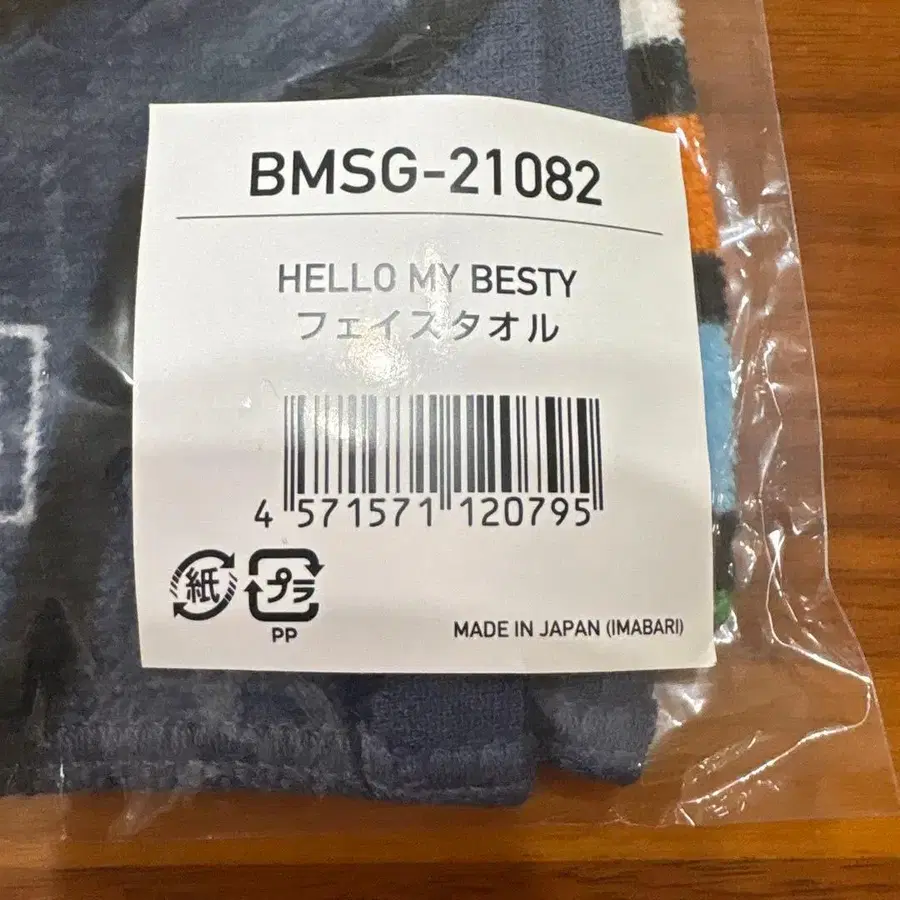 BMSG-21082
HELLO MY BESTY
フェイスタオル
4 571571 120795
紙
プラ
PP
MADE IN JAPAN (IMABARI)